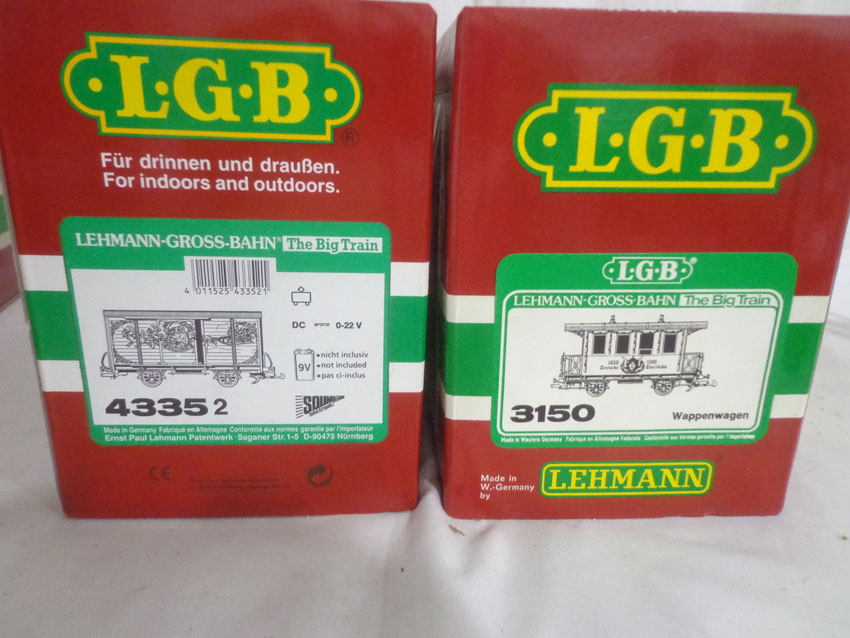 L·G·B
®
Für drinnen und draußen.
For indoors and outdoors.
LEHMANN-GROSS-BAHN® The Big Train
4 011525 433521
DC 0-22 V
9V
• nicht inclusiv
• not included
• pas ci-inclus
4335 2
SOUND
Made in Germany Fabriqué en Allemagne Conformité aux normes garantie par l'importateur
Ernst Paul Lehmann Patentwerk · Saganer Str. 1-5 D-90475 Nürnberg
CE
L·G·B
L·G·B®
LEHMANN-GROSS-BAHN The Big Train
3150
Wappenwagen
Made in Western Germany Fabriqué en Allemagne Federale Conformité aux normes garantie par l'importateur
Made in
W.-Germany
by
LEHMANN